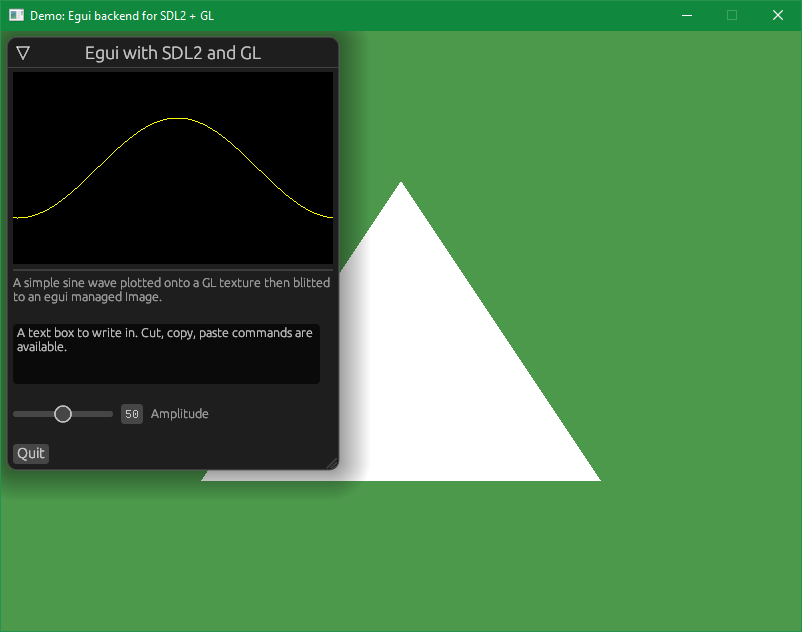 Demo: Egui backend for SDL2 + GL
Egui with SDL2 and GL
A simple sine wave plotted onto a GL texture then blitted
to an egui managed image.
A text box to write in. Cut, copy, paste commands are
available.
50 Amplitude
Quit